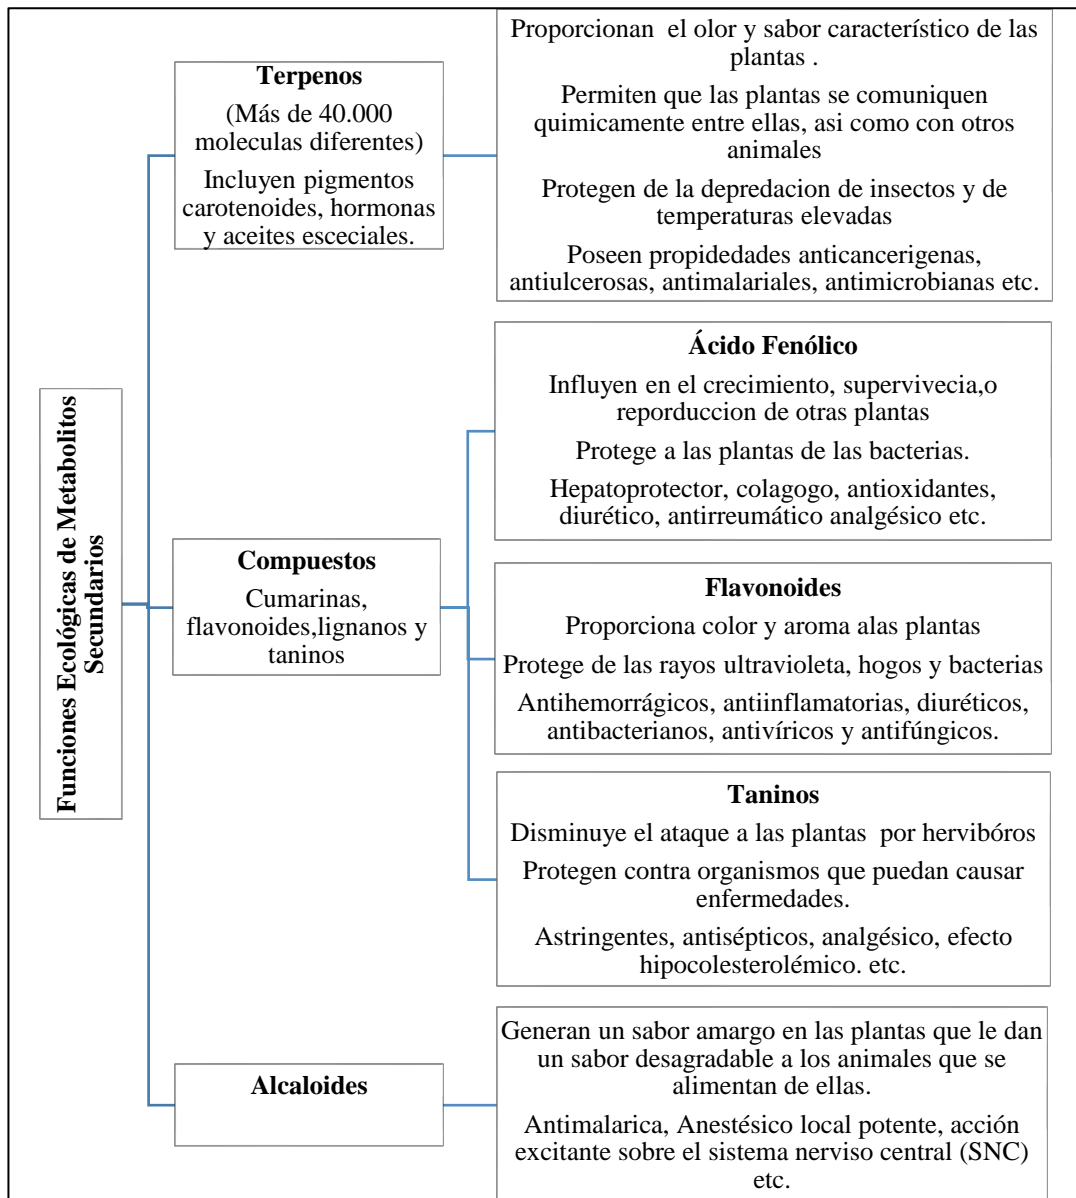 Funciones Ecológicas de Metabolitos
Secundarios
Terpenos
(Más de 40.000
moleculas diferentes)
Incluyen pigmentos
carotenoides, hormonas
y aceites esceciales.
Proporcionan el olor y sabor característico de las
plantas .
Permiten que las plantas se comuniquen
quimicamente entre ellas, asi como con otros
animales
Protegen de la depredacion de insectos y de
temperaturas elevadas
Poseen propidedades anticancerigenas,
antiulcerosas, antimalariales, antimicrobianas etc.
Compuestos
Cumarinas,
flavonoides,lignanos y
taninos
Ácido Fenólico
Influyen en el crecimiento, supervivecia,o
reporduccion de otras plantas
Protege a las plantas de las bacterias.
Hepatoprotector, colagogo, antioxidantes,
diurético, antirreumático analgésico etc.
Flavonoides
Proporciona color y aroma alas plantas
Protege de las rayos ultravioleta, hogos y bacterias
Antihemorrágicos, antiinflamatorias, diuréticos,
antibacterianos, antivíricos y antifúngicos.
Taninos
Disminuye el ataque a las plantas por hervibóros
Protegen contra organismos que puedan causar
enfermedades.
Astringentes, antisépticos, analgésico, efecto
hipocolesterolémico. etc.
Alcaloides
Generan un sabor amargo en las plantas que le dan
un sabor desagradable a los animales que se
alimentan de ellas.
Antimalarica, Anestésico local potente, acción
excitante sobre el sistema nerviso central (SNC)
etc.